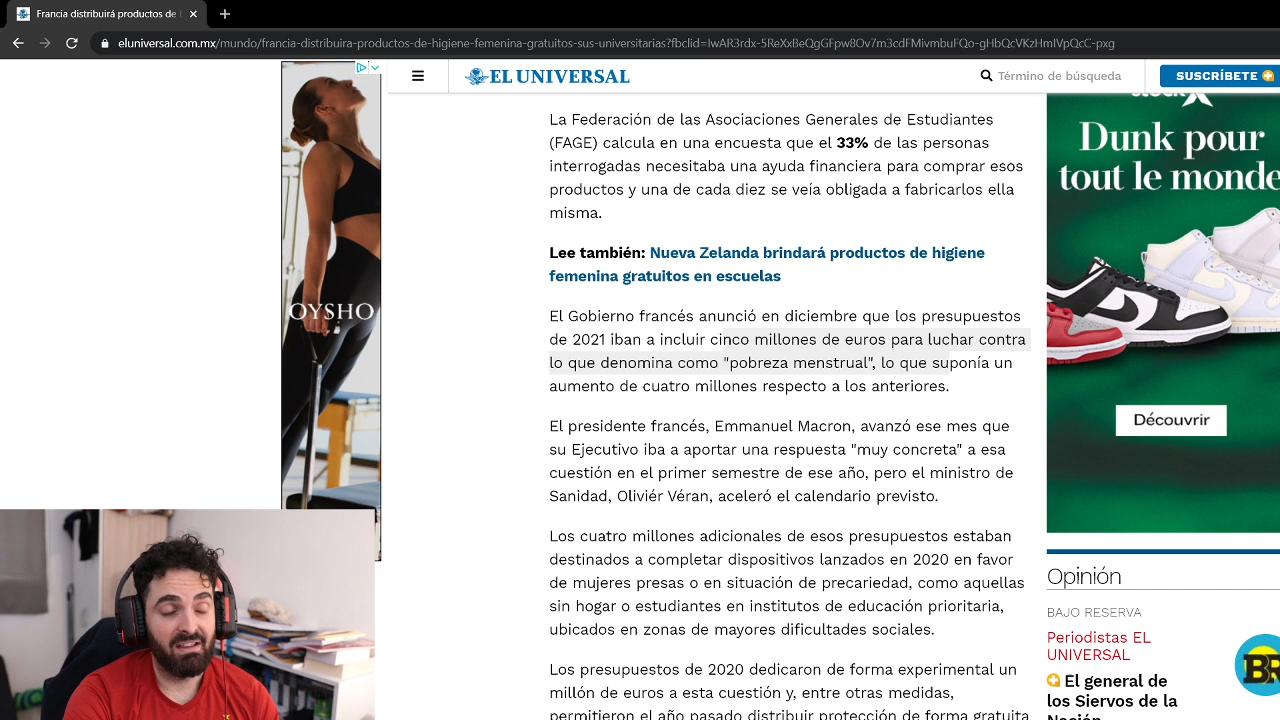 Francia distribuirá productos de
eluniversal.com.mx/mundo/francia-distribuira-productos-de-higiene-femenina-gratuitos-sus-universitarias?fbclid=IwAR3rdx-5ReXxBeQgGFpw8Ov7m3cdFMivmbuFQo-gHbQcVKzHmIVpQcC-pxg
EL UNIVERSAL
Término de búsqueda
SUSCRÍBETE
OYSHO
La Federación de las Asociaciones Generales de Estudiantes
(FAGE) calcula en una encuesta que el 33% de las personas
interrogadas necesitaba una ayuda financiera para comprar esos
productos y una de cada diez se veía obligada a fabricarlos ella
misma.
Lee también: Nueva Zelanda brindará productos de higiene
femenina gratuitos en escuelas
El Gobierno francés anunció en diciembre que los presupuestos
de 2021 iban a incluir cinco millones de euros para luchar contra
lo que denomina como "pobreza menstrual", lo que suponía un
aumento de cuatro millones respecto a los anteriores.
El presidente francés, Emmanuel Macron, avanzó ese mes que
su Ejecutivo iba a aportar una respuesta "muy concreta" a esa
cuestión en el primer semestre de ese año, pero el ministro de
Sanidad, Oliviér Véran, aceleró el calendario previsto.
Los cuatro millones adicionales de esos presupuestos estaban
destinados a completar dispositivos lanzados en 2020 en favor
de mujeres presas o en situación de precariedad, como aquellas
sin hogar o estudiantes en institutos de educación prioritaria,
ubicados en zonas de mayores dificultades sociales.
Los presupuestos de 2020 dedicaron de forma experimental un
millón de euros a esta cuestión y, entre otras medidas,
permitieron el año pasado distribuir protección de forma gratuita
Dunk pour
tout le monde
Découvrir
Opinión
BAJO RESERVA
Periodistas EL
UNIVERSAL
El general de
los Siervos de la
Nación
BR